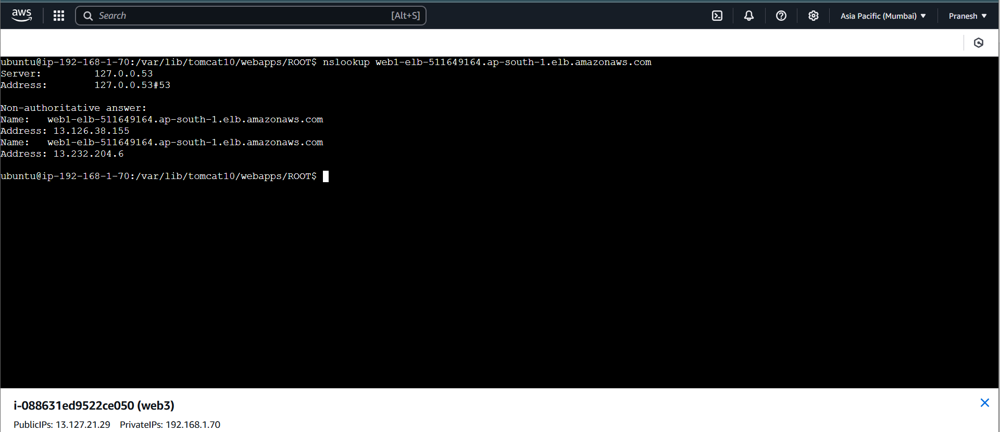 aws
Search [Alt+S]
Asia Pacific (Mumbai)
Pranesh
ubuntu@ip-192-168-1-70:/var/lib/tomcat10/webapps/ROOT$ nslookup web1-elb-511649164.ap-south-1.elb.amazonaws.com
Server: 127.0.0.53
Address: 127.0.0.53#53
Non-authoritative answer:
Name: web1-elb-511649164.ap-south-1.elb.amazonaws.com
Address: 13.126.38.155
Name: web1-elb-511649164.ap-south-1.elb.amazonaws.com
Address: 13.232.204.6
ubuntu@ip-192-168-1-70:/var/lib/tomcat10/webapps/ROOT$
i-088631ed9522ce050 (web3)
PublicIPs: 13.127.21.29 PrivateIPs: 192.168.1.70